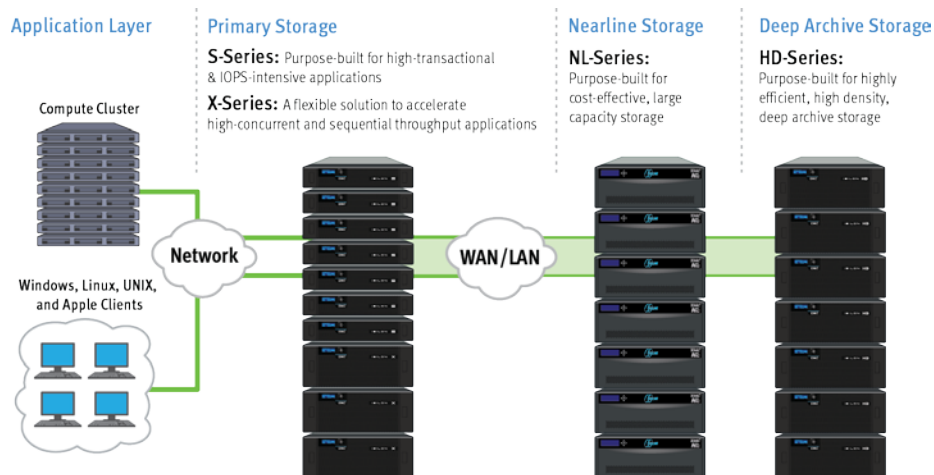 Application Layer
Primary Storage
Nearline Storage
Deep Archive Storage
S-Series: Purpose-built for high-transactional
& IOPS-intensive applications
X-Series: A flexible solution to accelerate
high-concurrent and sequential throughput applications
NL-Series:
Purpose-built for
cost-effective, large
capacity storage
HD-Series:
Purpose-built for highly
efficient, high density,
deep archive storage
Compute Cluster
Network
WAN/LAN
Windows, Linux, UNIX,
and Apple Clients